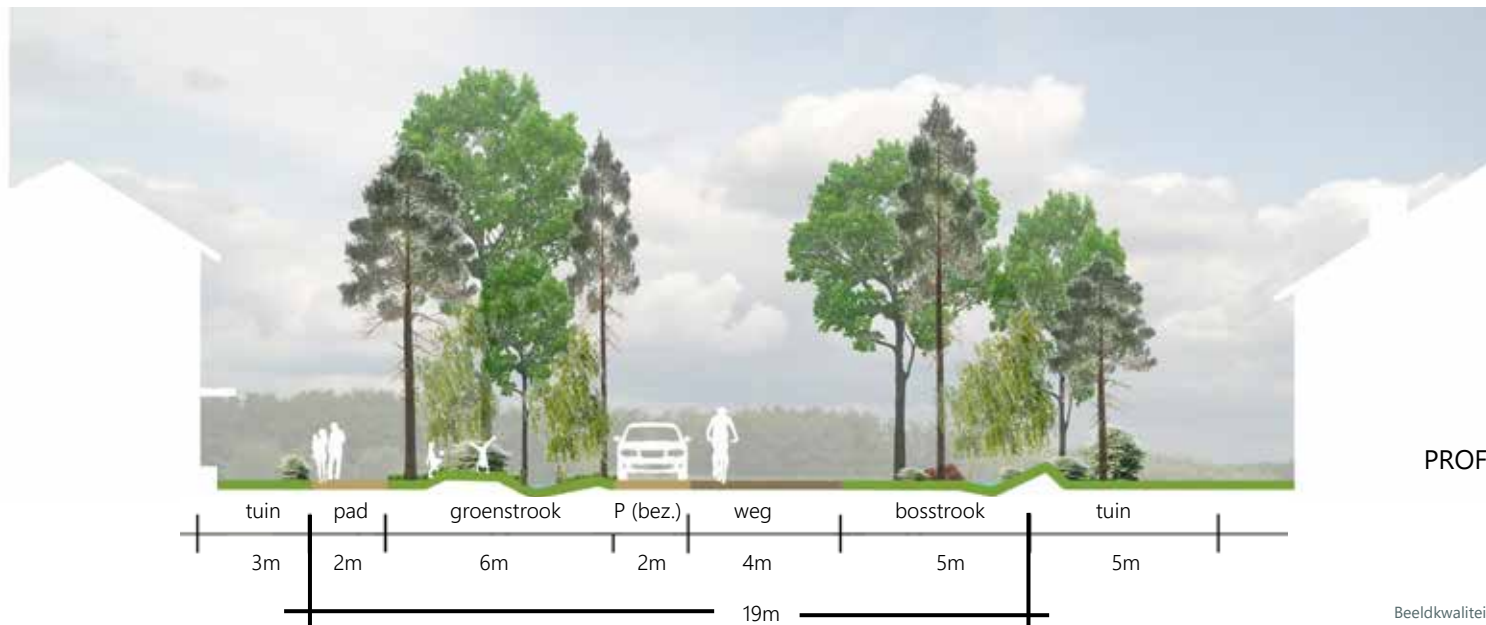 PROF
tuin pad groenstrook P (bez.) weg bosstrook tuin
3m 2m 6m 2m 4m 5m 5m
19m
Beeldkwalitei